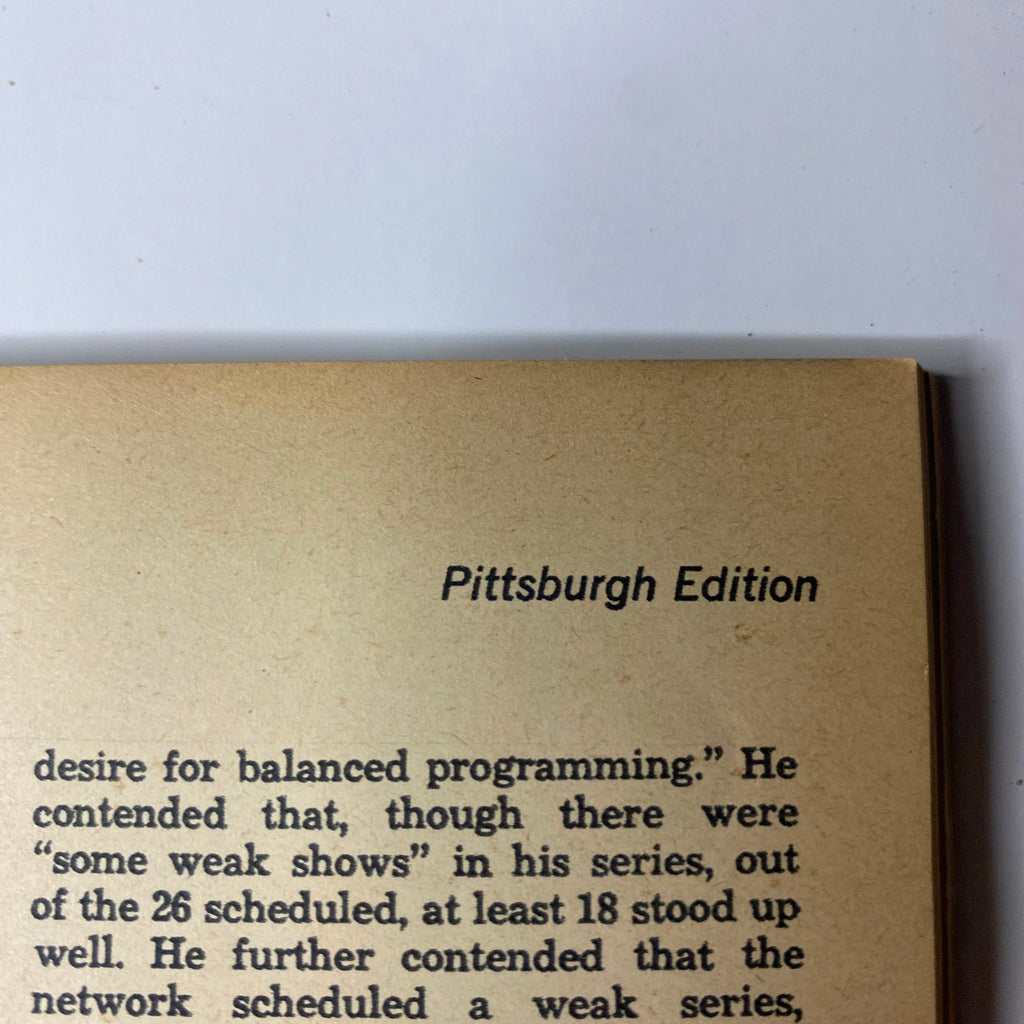 Pittsburgh Edition
desire for balanced programming.” He
contended that, though there were
“some weak shows” in his series, out
of the 26 scheduled, at least 18 stood up
well. He further contended that the
network scheduled a weak series,